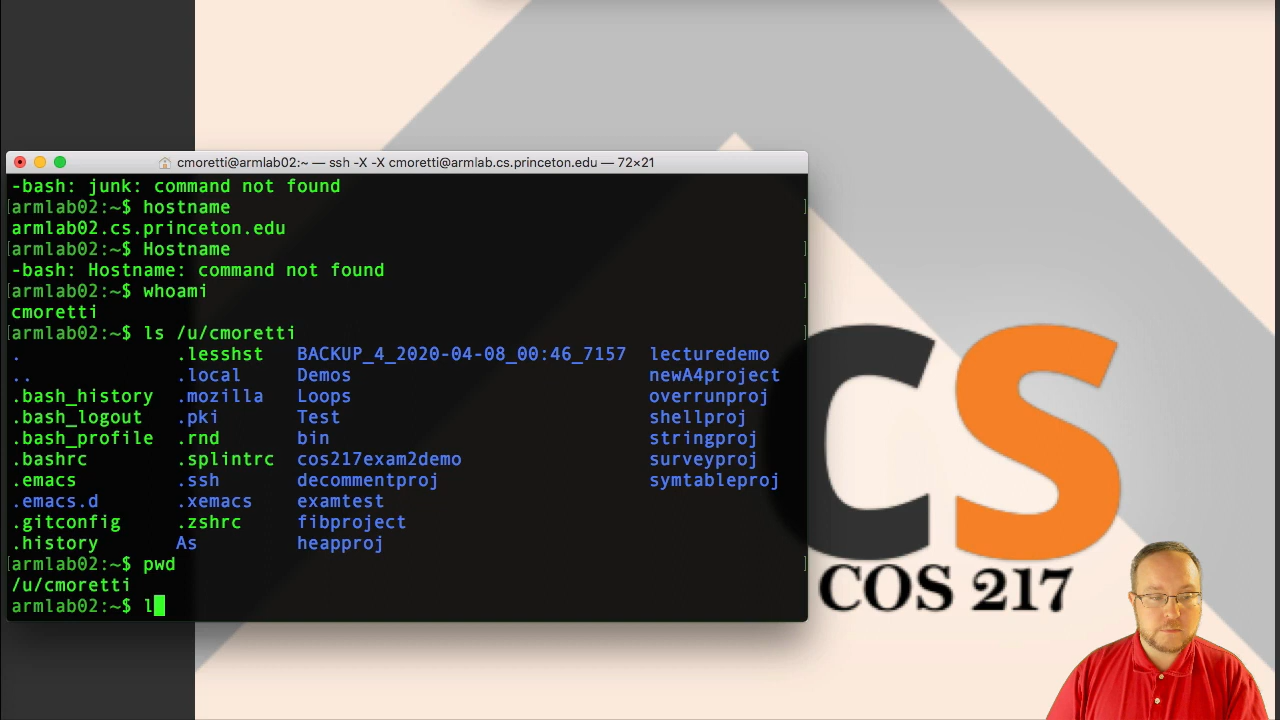 cmoretti@armlab02:~ — ssh -X -X cmoretti@armlab.cs.princeton.edu — 72×21
-bash: junk: command not found
[armlab02:~$ hostname ]
armlab02.cs.princeton.edu
[armlab02:~$ Hostname ]
-bash: Hostname: command not found
[armlab02:~$ whoami ]
cmoretti
[armlab02:~$ ls /u/cmoretti ]
. .lesshst BACKUP_4_2020-04-08_00:46_7157 lecturedemo
.. .local Demos newA4project
.bash_history .mozilla Loops overrunproj
.bash_logout .pki Test shellproj
.bash_profile .rnd bin stringproj
.bashrc .splintrc cos217exam2demo surveyproj
.emacs .ssh decommentproj symtableproj
.emacs.d .xemacs examtest
.gitconfig .zshrc fibproject
.history As heapproj
[armlab02:~$ pwd ]
/u/cmoretti
armlab02:~$ l
CS
COS 217